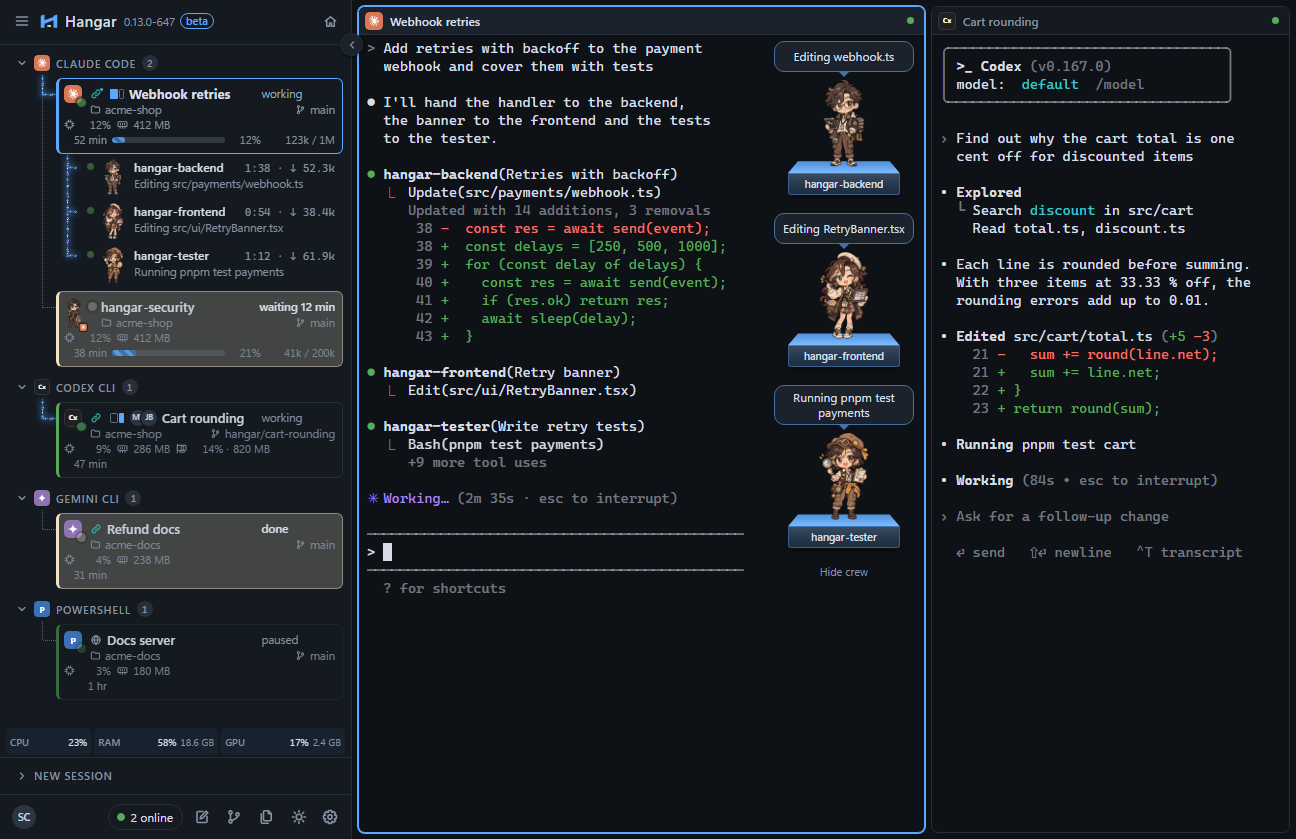 Hangar 0.13.0-647 beta
CLAUDE CODE 2
Webhook retries working
acme-shop main
12% 412 MB
52 min 12% 123k / 1M
hangar-backend 1:38 · ↓ 52.3k
Editing src/payments/webhook.ts
hangar-frontend 0:54 · ↓ 38.4k
Editing src/ui/RetryBanner.tsx
hangar-tester 1:12 · ↓ 61.9k
Running pnpm test payments
hangar-security waiting 12 min
acme-shop main
12% 412 MB
38 min 21% 41k / 200k
CODEX CLI 1
Cx M JB Cart rounding working
acme-shop hangar/cart-rounding
9% 286 MB 14% · 820 MB
47 min
GEMINI CLI 1
Refund docs done
acme-docs main
4% 238 MB
31 min
P POWERSHELL 1
P Docs server paused
acme-docs main
3% 180 MB
1 hr
CPU 23% RAM 58% 18.6 GB GPU 17% 2.4 GB
NEW SESSION
SC 2 online
Webhook retries
> Add retries with backoff to the payment
webhook and cover them with tests
● I'll hand the handler to the backend,
the banner to the frontend and the tests
to the tester.
● hangar-backend(Retries with backoff)
└ Update(src/payments/webhook.ts)
Updated with 14 additions, 3 removals
38 - const res = await send(event);
38 + const delays = [250, 500, 1000];
39 + for (const delay of delays) {
40 + const res = await send(event);
41 + if (res.ok) return res;
42 + await sleep(delay);
43 + }
● hangar-frontend(Retry banner)
└ Edit(src/ui/RetryBanner.tsx)
● hangar-tester(Write retry tests)
└ Bash(pnpm test payments)
+9 more tool uses
✳ Working… (2m 35s · esc to interrupt)
>
? for shortcuts
Editing webhook.ts
hangar-backend
Editing RetryBanner.tsx
hangar-frontend
Running pnpm test
payments
hangar-tester
Hide crew
Cx Cart rounding
>_ Codex (v0.167.0)
model: default /model
› Find out why the cart total is one
cent off for discounted items
• Explored
└ Search discount in src/cart
Read total.ts, discount.ts
• Each line is rounded before summing.
With three items at 33.33 % off, the
rounding errors add up to 0.01.
• Edited src/cart/total.ts (+5 −3)
21 - sum += round(line.net);
21 + sum += line.net;
22 + }
23 + return round(sum);
• Running pnpm test cart
• Working (84s • esc to interrupt)
› Ask for a follow-up change
⏎ send ⇧⏎ newline ^T transcript